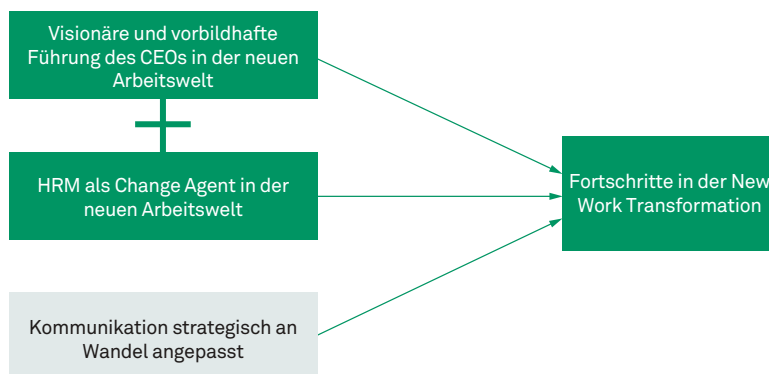 Visionäre und vorbildhafte
Führung des CEOs in der neuen
Arbeitswelt
HRM als Change Agent in der
neuen Arbeitswelt
Fortschritte in der New
Work Transformation
Kommunikation strategisch an
Wandel angepasst